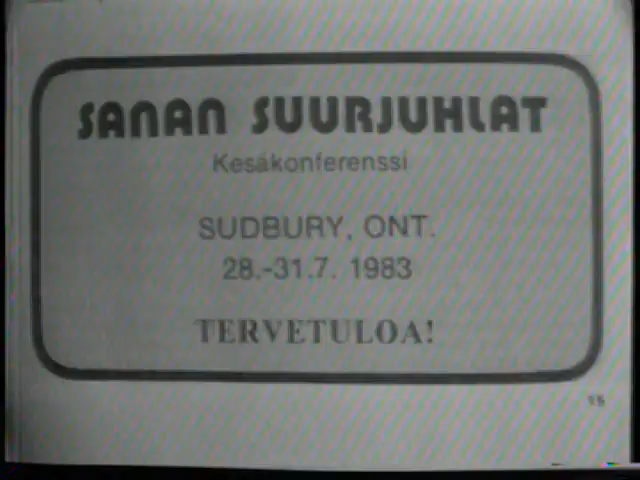 SANAN SUURJUHLAT
Kesäkonferenssi
SUDBURY, ONT.
28.-31.7. 1983
TERVETULOA!